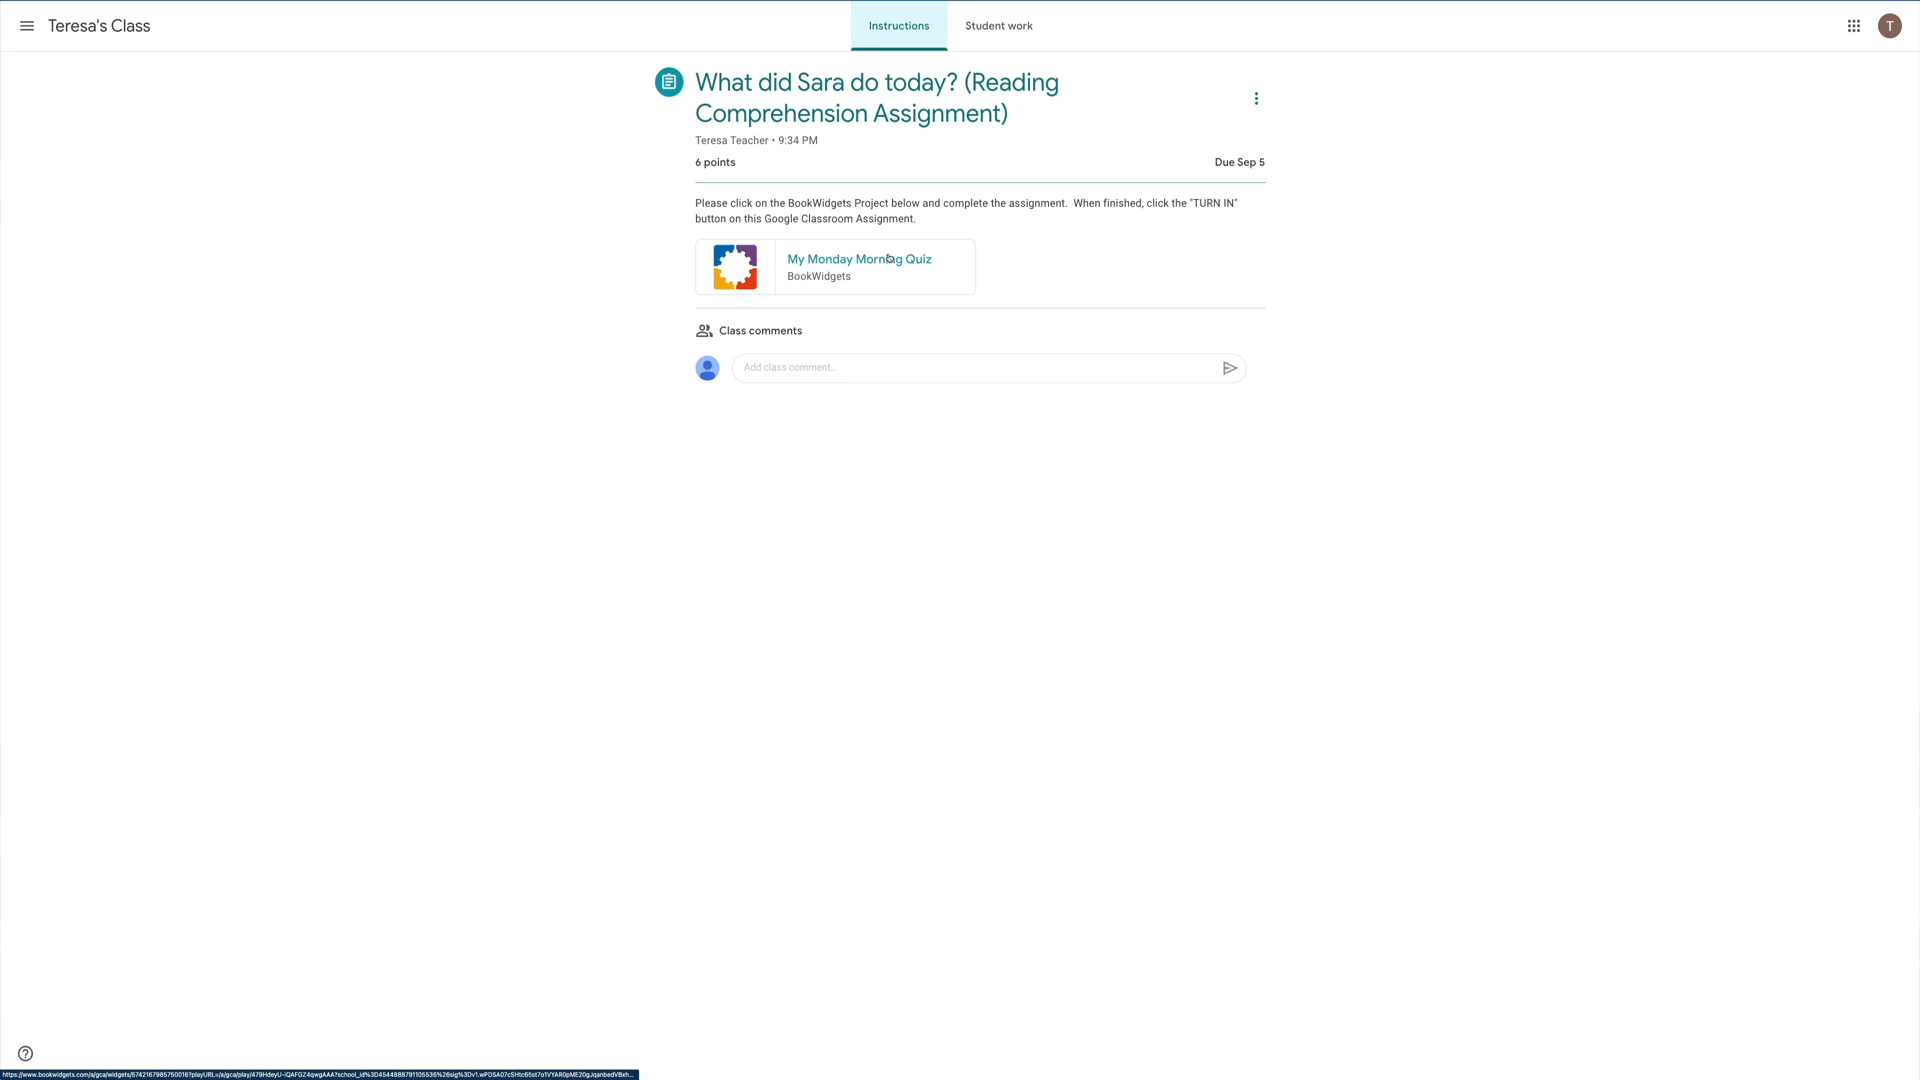 Teresa's Class
Instructions
Student work
T
What did Sara do today? (Reading
Comprehension Assignment)
Teresa Teacher • 9:34 PM
6 points
Due Sep 5
Please click on the BookWidgets Project below and complete the assignment.  When finished, click the "TURN IN"
button on this Google Classroom Assignment.
My Monday Morning Quiz
BookWidgets
Class comments
Add class comment...